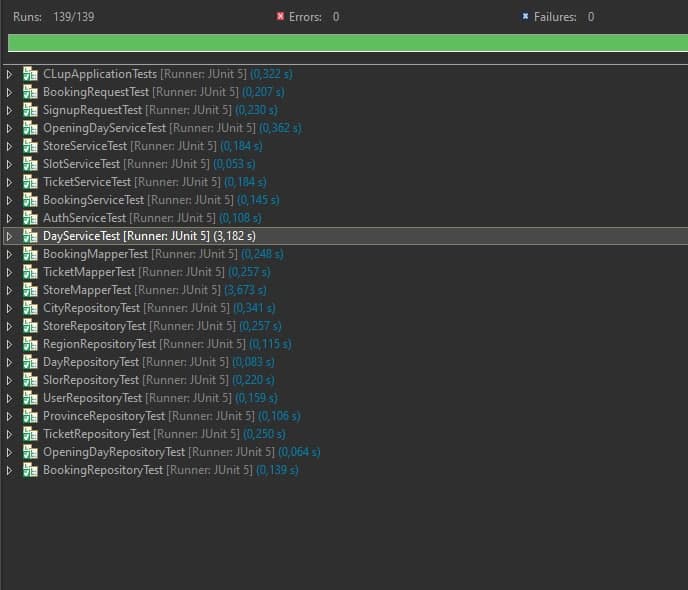 Runs: 139/139 Errors: 0 Failures: 0
CLupApplicationTests [Runner: JUnit 5] (0,322 s)
BookingRequestTest [Runner: JUnit 5] (0,207 s)
SignupRequestTest [Runner: JUnit 5] (0,230 s)
OpeningDayServiceTest [Runner: JUnit 5] (0,362 s)
StoreServiceTest [Runner: JUnit 5] (0,184 s)
SlotServiceTest [Runner: JUnit 5] (0,053 s)
TicketServiceTest [Runner: JUnit 5] (0,184 s)
BookingServiceTest [Runner: JUnit 5] (0,145 s)
AuthServiceTest [Runner: JUnit 5] (0,108 s)
DayServiceTest [Runner: JUnit 5] (3,182 s)
BookingMapperTest [Runner: JUnit 5] (0,248 s)
TicketMapperTest [Runner: JUnit 5] (0,257 s)
StoreMapperTest [Runner: JUnit 5] (3,673 s)
CityRepositoryTest [Runner: JUnit 5] (0,341 s)
StoreRepositoryTest [Runner: JUnit 5] (0,257 s)
RegionRepositoryTest [Runner: JUnit 5] (0,115 s)
DayRepositoryTest [Runner: JUnit 5] (0,083 s)
SlorRepositoryTest [Runner: JUnit 5] (0,220 s)
UserRepositoryTest [Runner: JUnit 5] (0,159 s)
ProvinceRepositoryTest [Runner: JUnit 5] (0,106 s)
TicketRepositoryTest [Runner: JUnit 5] (0,250 s)
OpeningDayRepositoryTest [Runner: JUnit 5] (0,064 s)
BookingRepositoryTest [Runner: JUnit 5] (0,139 s)